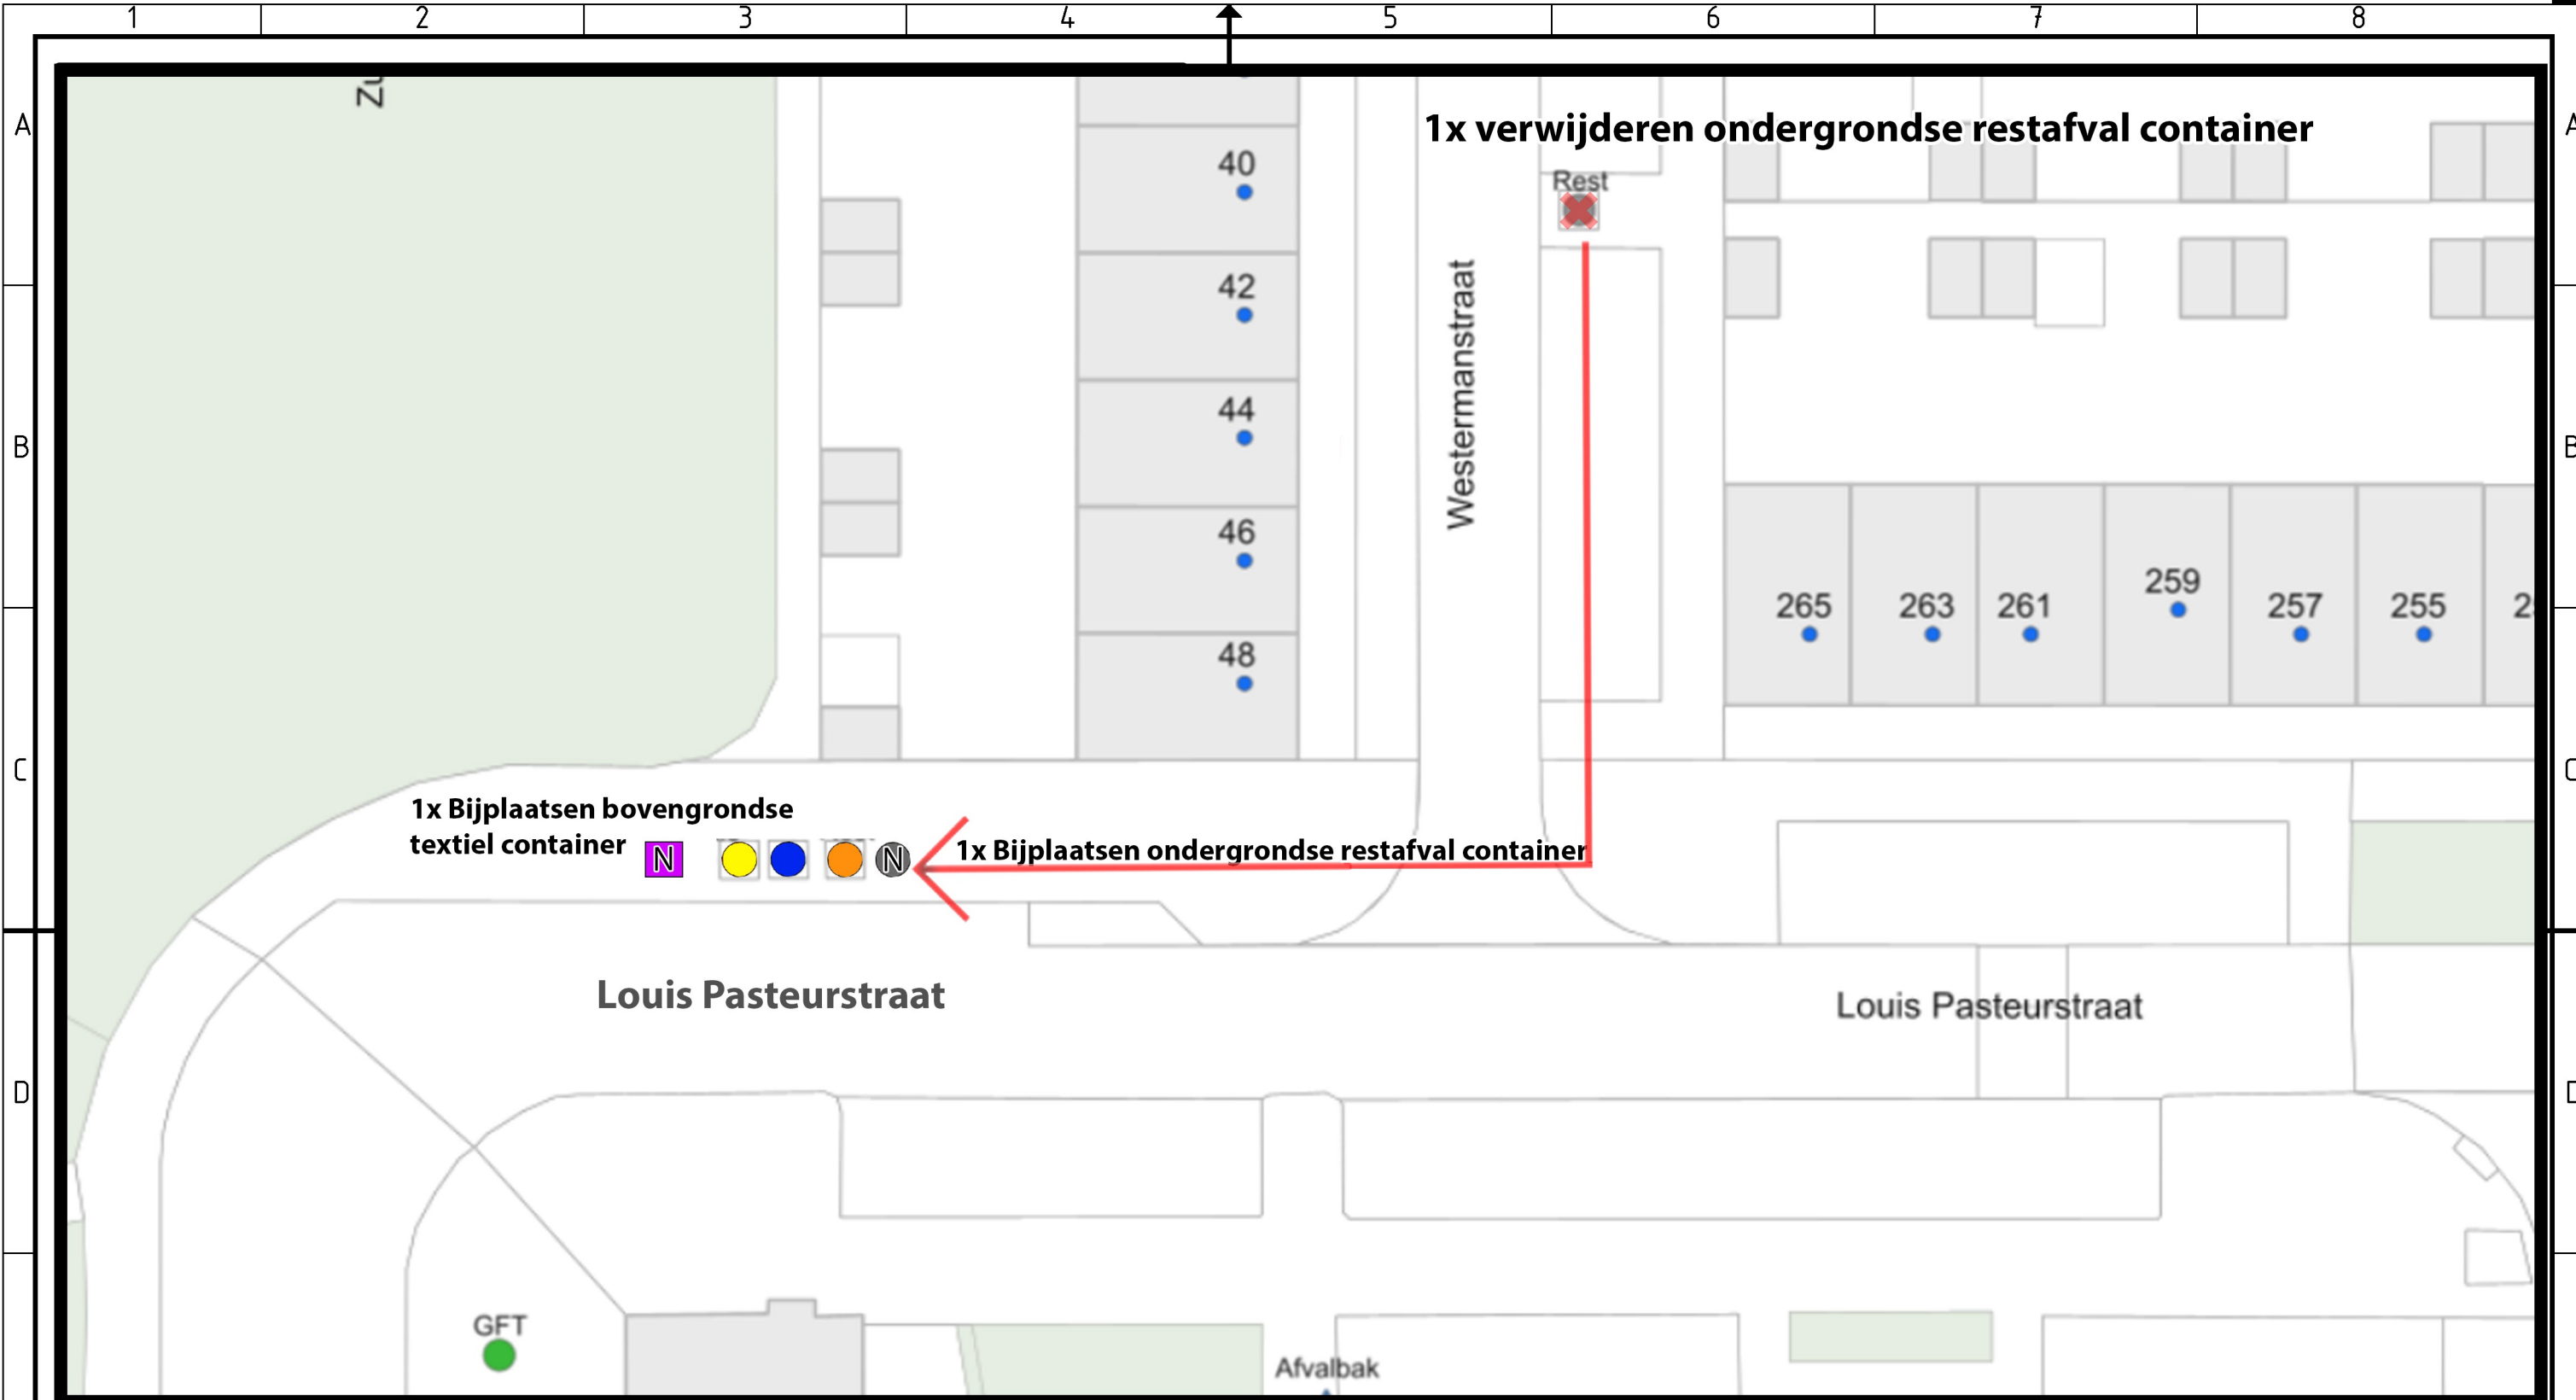 1 2 3 4 5 6 7 8
A
1x verwijderen ondergrondse restafval container
40
Rest
42
Westermanstraat
44
B
B
46
259
265 263 261 257 255
48
C
1x Bijplaatsen bovengrondse
textiel container
N
N
1x Bijplaatsen ondergrondse restafval container
Louis Pasteurstraat
Louis Pasteurstraat
D
GFT
Afvalbak